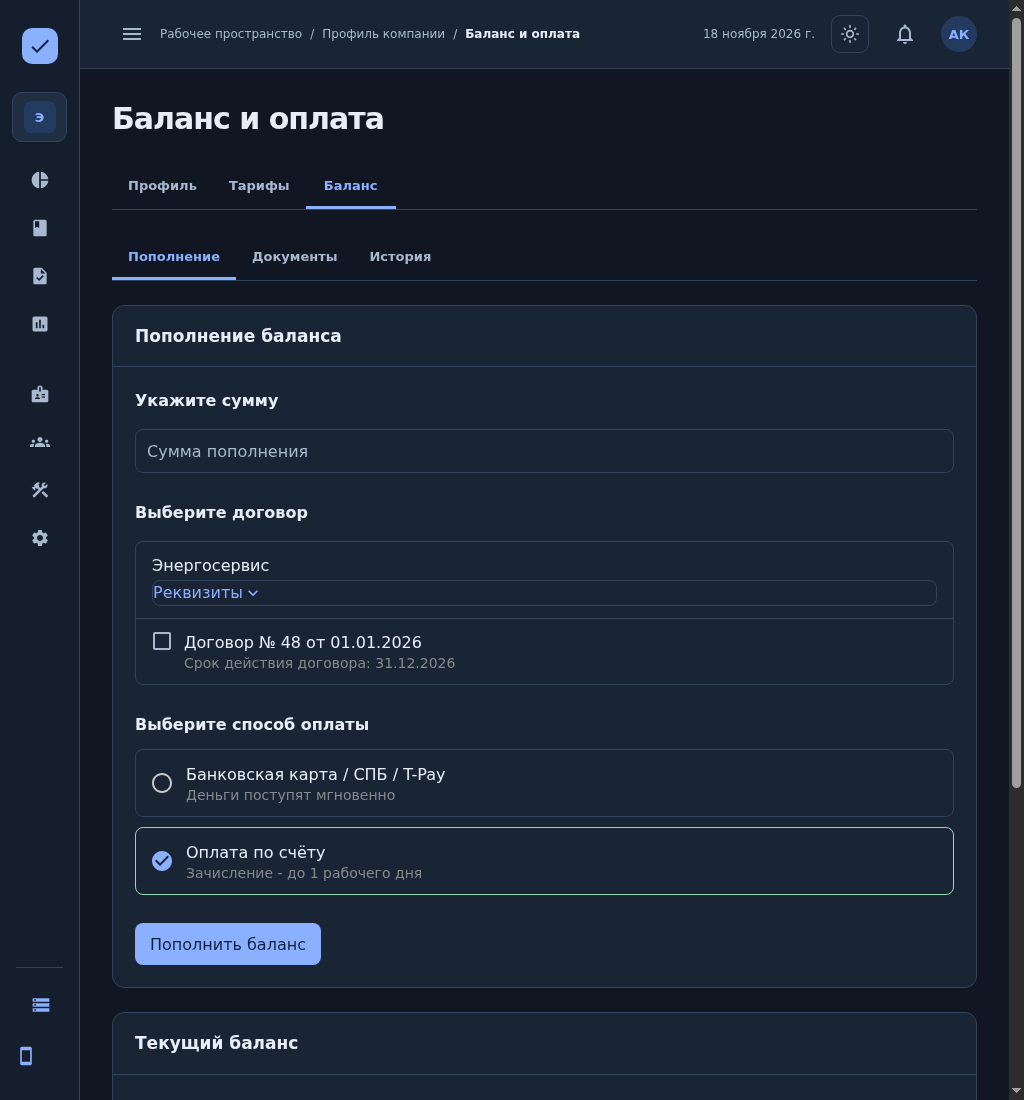 Рабочее пространство / Профиль компании / Баланс и оплата
18 ноября 2026 г.
АК
Э
Баланс и оплата
Профиль Тарифы Баланс
Пополнение Документы История
Пополнение баланса
Укажите сумму
Сумма пополнения
Выберите договор
Энергосервис
Реквизиты
Договор № 48 от 01.01.2026
Срок действия договора: 31.12.2026
Выберите способ оплаты
Банковская карта / СПБ / T-Pay
Деньги поступят мгновенно
Оплата по счёту
Зачисление - до 1 рабочего дня
Пополнить баланс
Текущий баланс